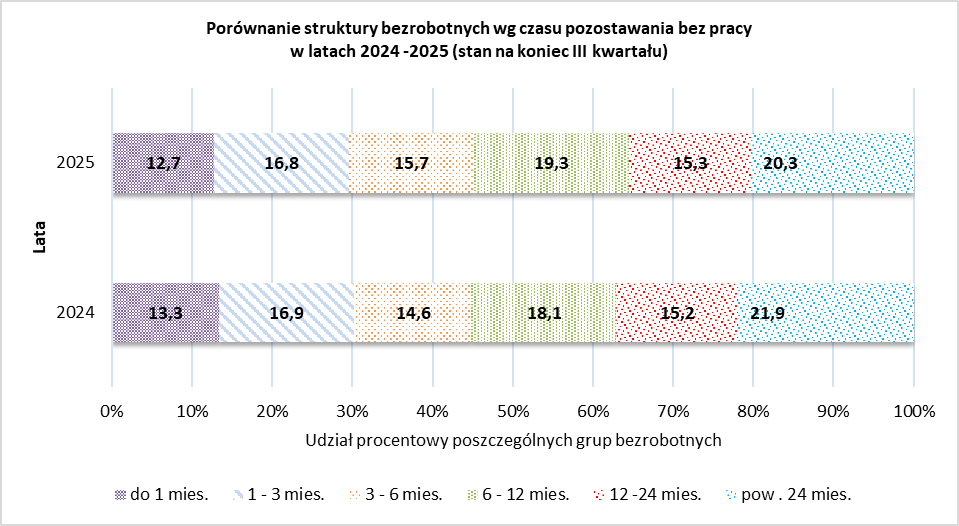 Porównanie struktury bezrobotnych wg czasu pozostawania bez pracy
w latach 2024 -2025 (stan na koniec III kwartału)
2025
12,7 16,8 15,7 19,3 15,3 20,3
Lata
2024
13,3 16,9 14,6 18,1 15,2 21,9
0% 10% 20% 30% 40% 50% 60% 70% 80% 90% 100%
Udział procentowy poszczególnych grup bezrobotnych
do 1 mies. 1 - 3 mies. 3 - 6 mies. 6 - 12 mies. 12 -24 mies. pow . 24 mies.